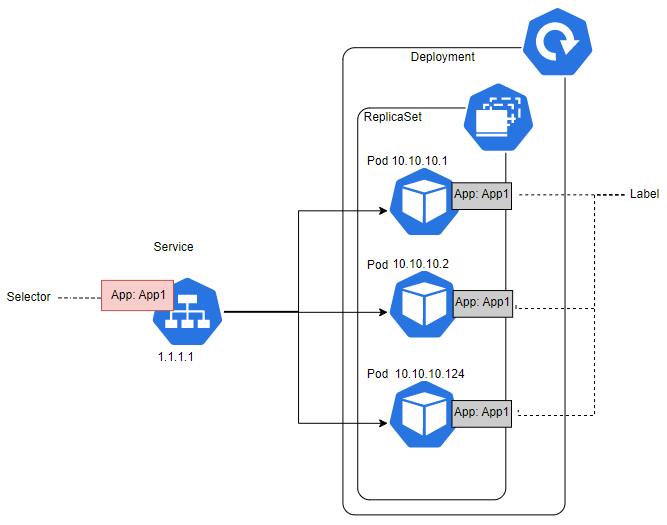 Deployment
ReplicaSet
Pod 10.10.10.1
App: App1
Label
Service
Pod 10.10.10.2
Selector
App: App1
App: App1
1.1.1.1
Pod 10.10.10.124
App: App1